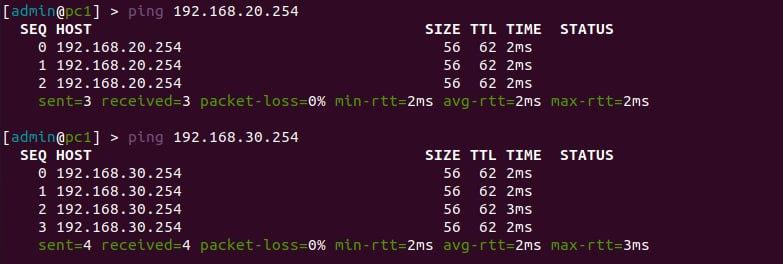 [admin@pc1] > ping 192.168.20.254
SEQ HOST SIZE TTL TIME STATUS
0 192.168.20.254 56 62 2ms
1 192.168.20.254 56 62 2ms
2 192.168.20.254 56 62 2ms
sent=3 received=3 packet-loss=0% min-rtt=2ms avg-rtt=2ms max-rtt=2ms
[admin@pc1] > ping 192.168.30.254
SEQ HOST SIZE TTL TIME STATUS
0 192.168.30.254 56 62 2ms
1 192.168.30.254 56 62 2ms
2 192.168.30.254 56 62 3ms
3 192.168.30.254 56 62 2ms
sent=4 received=4 packet-loss=0% min-rtt=2ms avg-rtt=2ms max-rtt=3ms